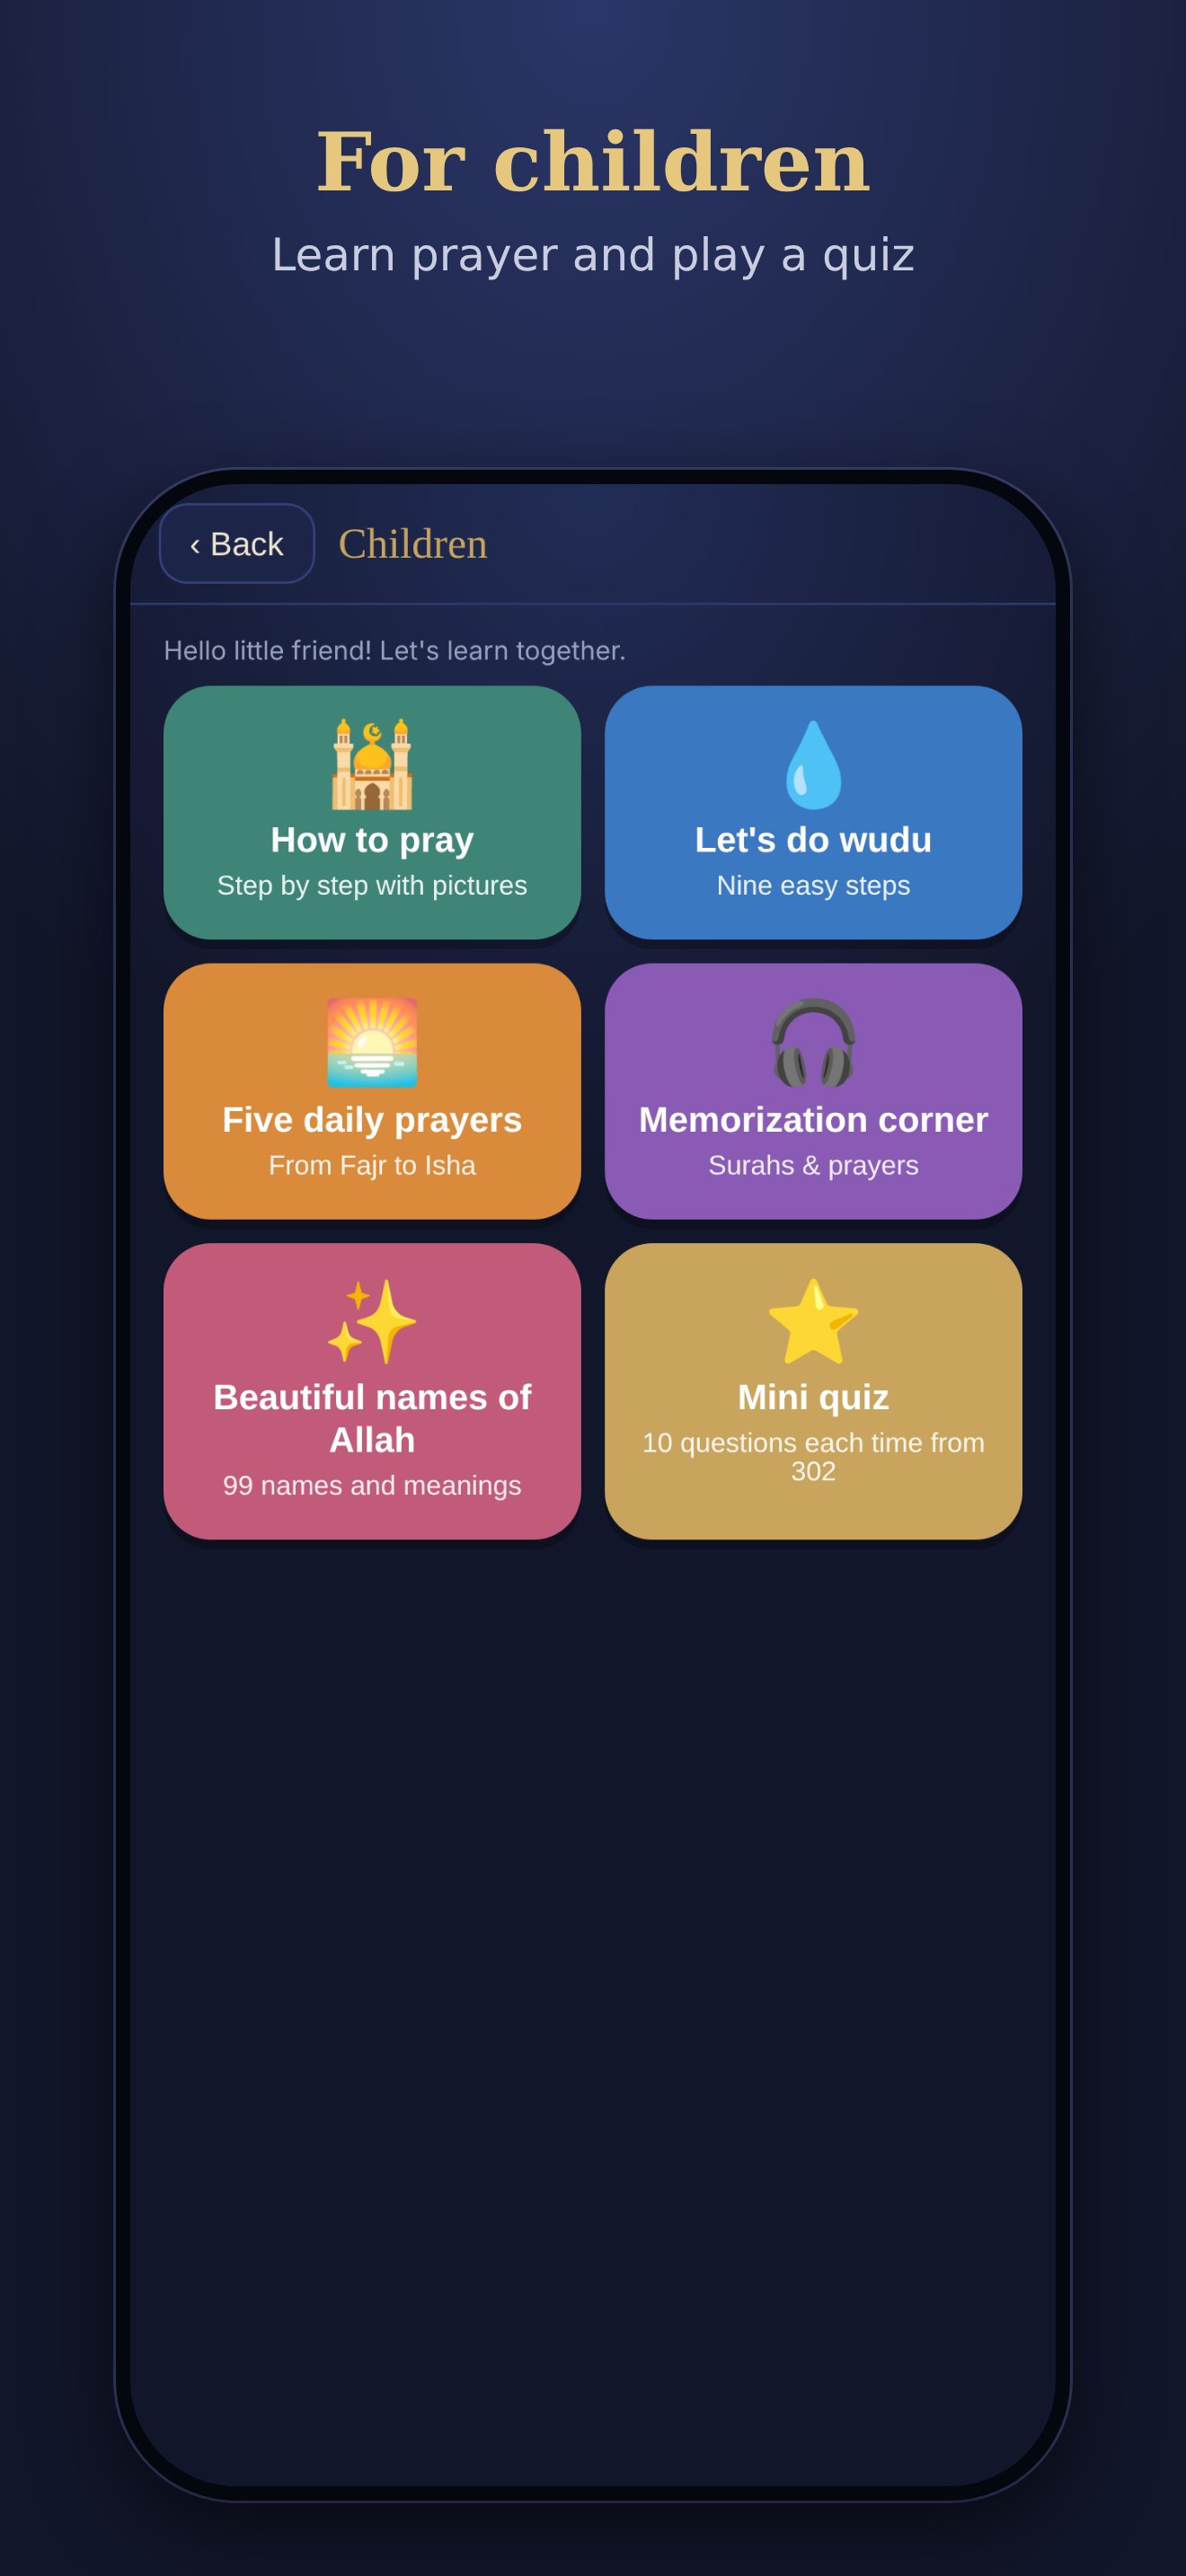 For children
Learn prayer and play a quiz
‹ Back
Children
Hello little friend! Let's learn together.
How to pray
Step by step with pictures
Let's do wudu
Nine easy steps
Five daily prayers
From Fajr to Isha
Memorization corner
Surahs & prayers
Beautiful names of
Allah
99 names and meanings
Mini quiz
10 questions each time from
302